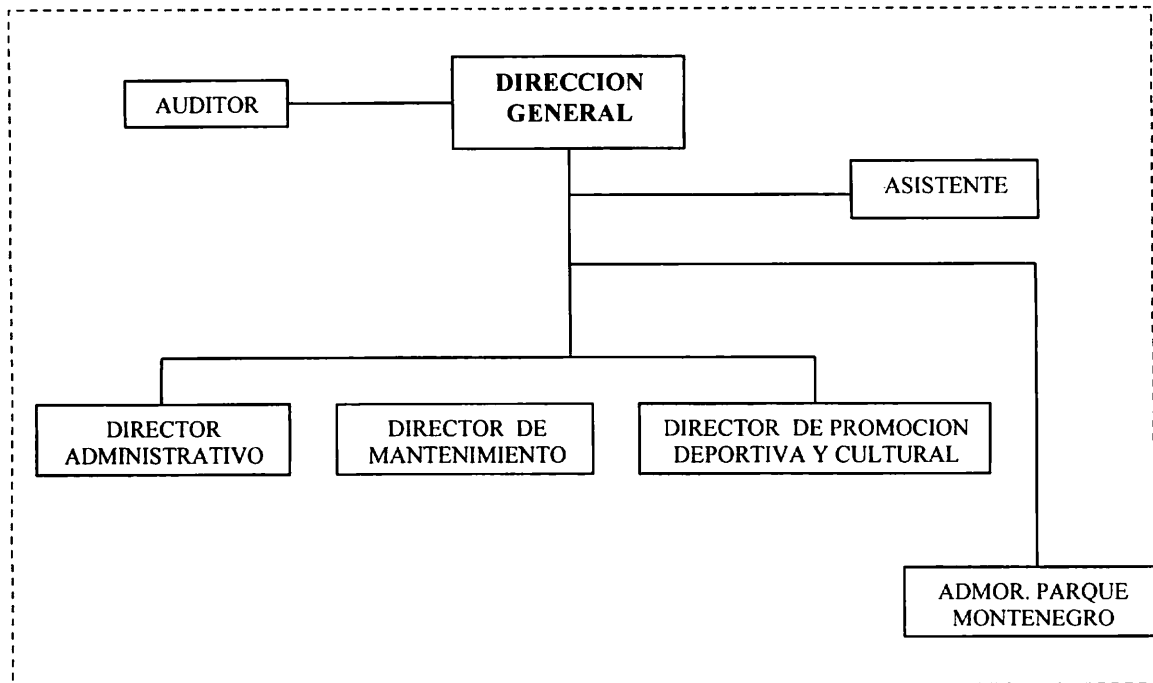 DIRECCION
GENERAL
AUDITOR
ASISTENTE
DIRECTOR
ADMINISTRATIVO
DIRECTOR DE
MANTENIMIENTO
DIRECTOR DE PROMOCION
DEPORTIVA Y CULTURAL
ADMOR. PARQUE
MONTENEGRO